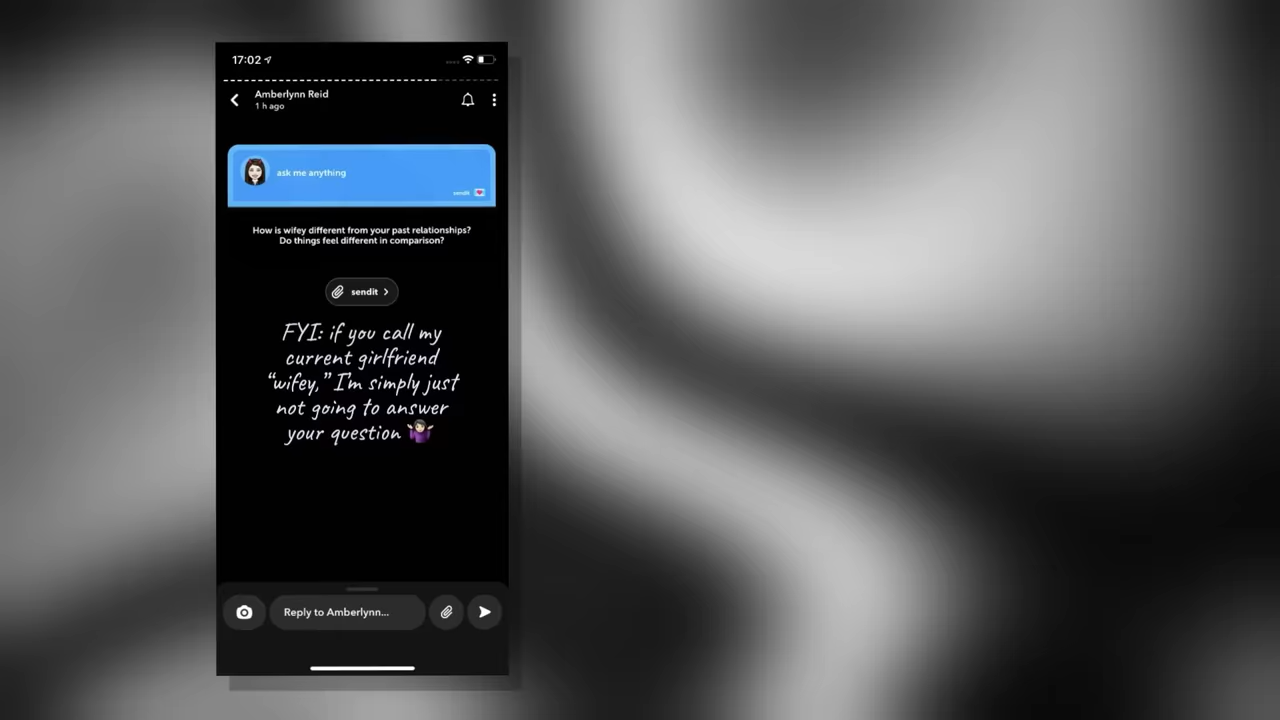 17:02
Amberlynn Reid
1 h ago
ask me anything
sendit
How is wifey different from your past relationships?
Do things feel different in comparison?
sendit
FYI: if you call my
current girlfriend
“wifey,” I'm simply just
not going to answer
your question 🤷🏻‍♀️
Reply to Amberlynn...